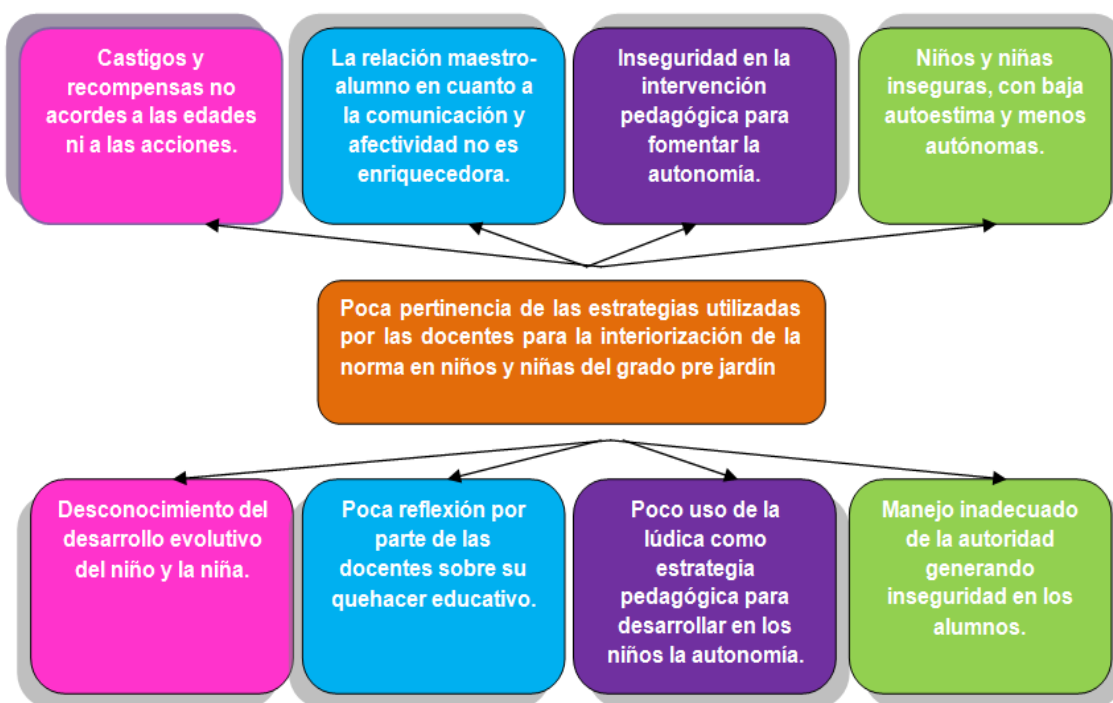 Castigos y
recompensas no
acordes a las edades
ni a las acciones.
La relación maestro-
alumno en cuanto a
la comunicación y
afectividad no es
enriquecedora.
Inseguridad en la
intervención
pedagógica para
fomentar la
autonomía.
Niños y niñas
inseguras, con baja
autoestima y menos
autónomas.
Poca pertinencia de las estrategias utilizadas
por las docentes para la interiorización de la
norma en niños y niñas del grado pre jardín
Desconocimiento del
desarrollo evolutivo
del niño y la niña.
Poca reflexión por
parte de las
docentes sobre su
quehacer educativo.
Poco uso de la
lúdica como
estrategia
pedagógica para
desarrollar en los
niños la autonomía.
Manejo inadecuado
de la autoridad
generando
inseguridad en los
alumnos.